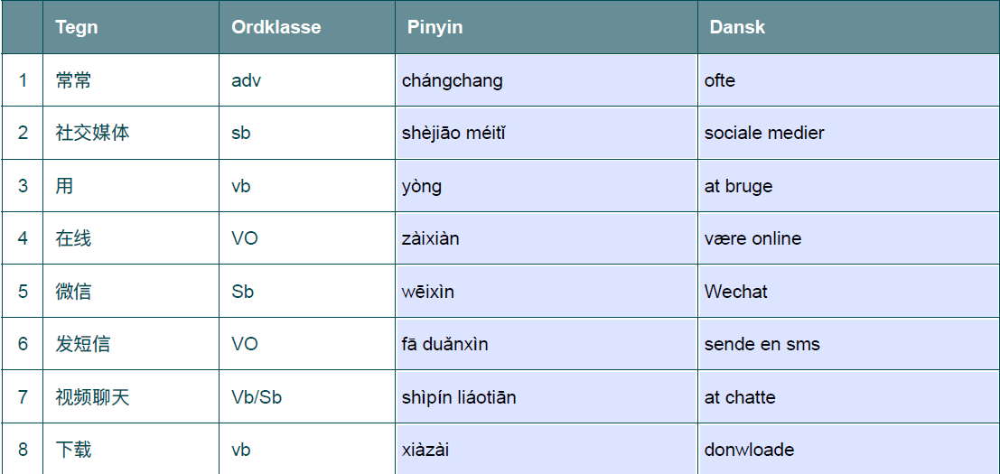 Tegn Ordklasse Pinyin Dansk
1 常常 adv chángchang ofte
2 社交媒体 sb shèjiāo méitǐ sociale medier
3 用 vb yòng at bruge
4 在线 VO zàixiàn være online
5 微信 Sb wēixìn Wechat
6 发短信 VO fā duǎnxìn sende en sms
7 视频聊天 Vb/Sb shìpín liáotiān at chatte
8 下载 vb xiàzài donwloade